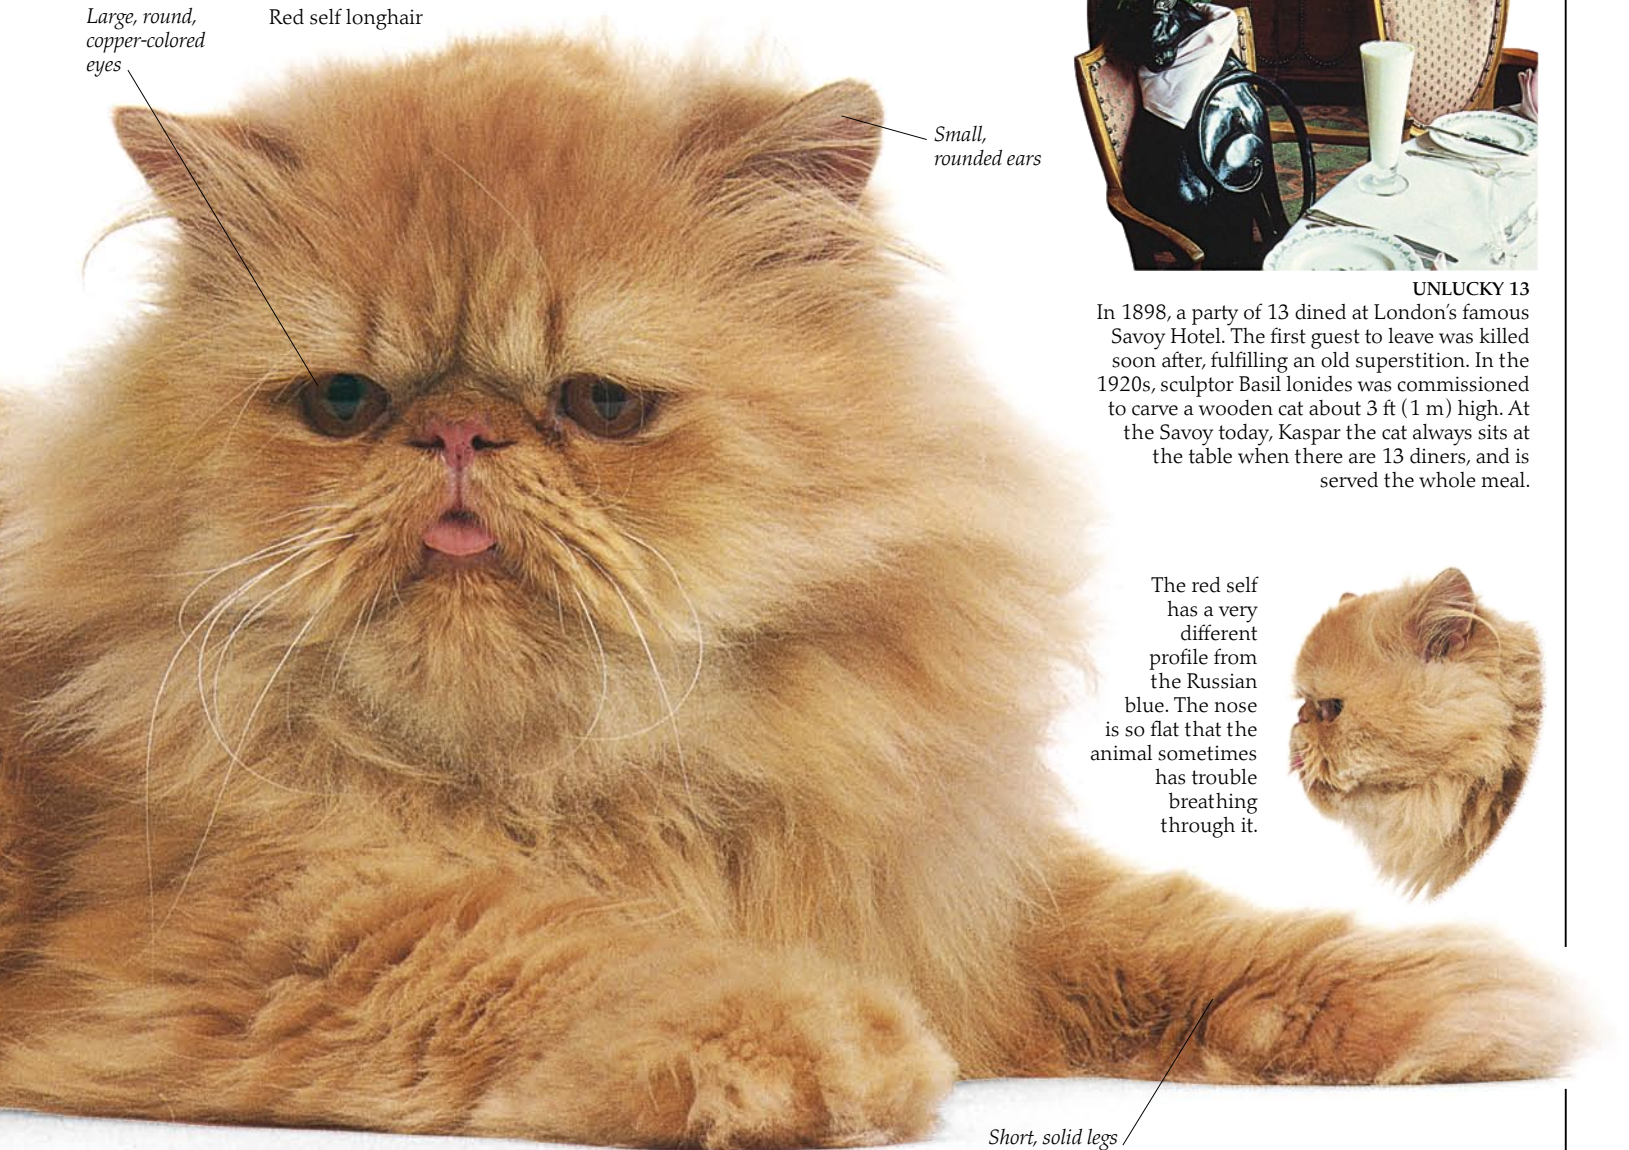 Large, round,
copper-colored
eyes
Red self longhair
Small,
rounded ears
UNLUCKY 13
In 1898, a party of 13 dined at London's famous
Savoy Hotel. The first guest to leave was killed
soon after, fulfilling an old superstition. In the
1920s, sculptor Basil Ionides was commissioned
to carve a wooden cat about 3 ft (1 m) high. At
the Savoy today, Kaspar the cat always sits at
the table when there are 13 diners, and is
served the whole meal.
The red self
has a very
different
profile from
the Russian
blue. The nose
is so flat that the
animal sometimes
has trouble
breathing
through it.
Short, solid legs